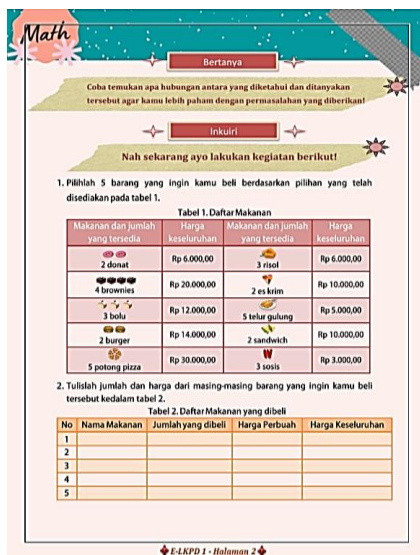 Math
Bertanya
Coba temukan apa hubungan antara yang diketahui dan ditanyakan
tersebut agar kamu lebih paham dengan permasalahan yang diberikan!
Inkuiri
Nah sekarang ayo lakukan kegiatan berikut!
1. Pilihlah 5 barang yang ingin kamu beli berdasarkan pilihan yang telah
disediakan pada tabel 1.
Tabel 1. Daftar Makanan
Makanan dan Jumlah yang tersedia Harga keseluruhan Makanan dan Jumlah yang tersedia Harga keseluruhan
2 donat Rp 6.000,00 3 risol Rp 6.000,00
4 brownies Rp 20.000,00 2 es krim Rp 10.000,00
3 bolu Rp 12.000,00 5 telur gulung Rp 5.000,00
2 burger Rp 14.000,00 2 sandwich Rp 10.000,00
5 potong pizza Rp 30.000,00 3 sosis Rp 3.000,00
2. Tulislah jumlah dan harga dari masing-masing barang yang ingin kamu beli
tersebut kedalam tabel 2.
Tabel 2. Daftar Makanan yang dibeli
No Nama Makanan Jumlah yang dibeli Harga Perbuah Harga Keseluruhan
1
2
3
4
5
E-LKPD 1 - Halaman 2